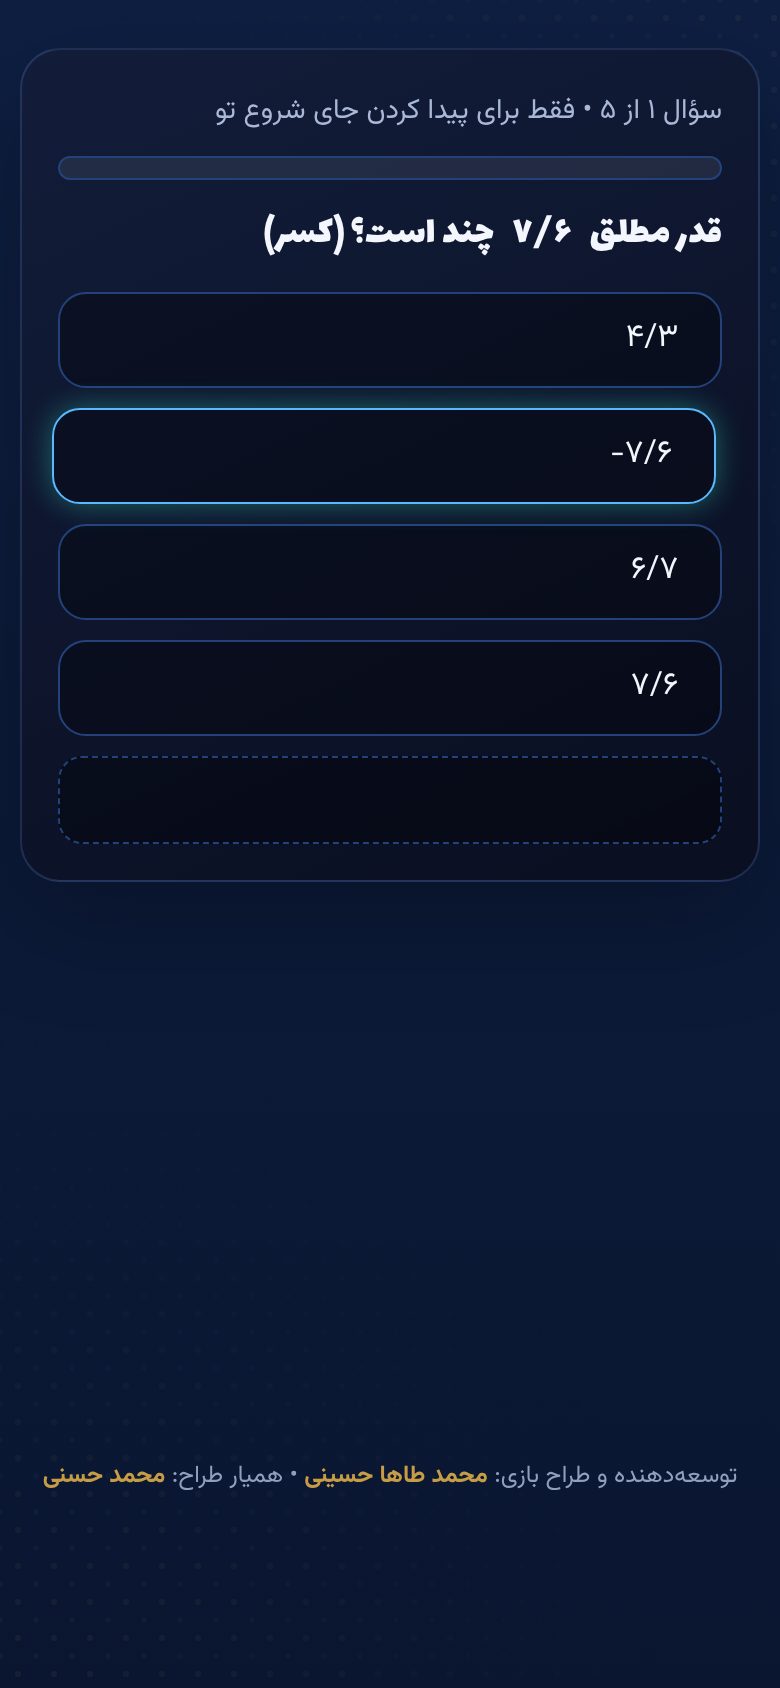 سؤال ۱ از ۵ • فقط برای پیدا کردن جای شروع تو
قدر مطلق ۷/۶ چند است؟ (کسر)
۴/۳
-۷/۶
۶/۷
۷/۶
توسعه‌دهنده و طراح بازی: محمد طاها حسینی • همیار طراح: محمد حسنی